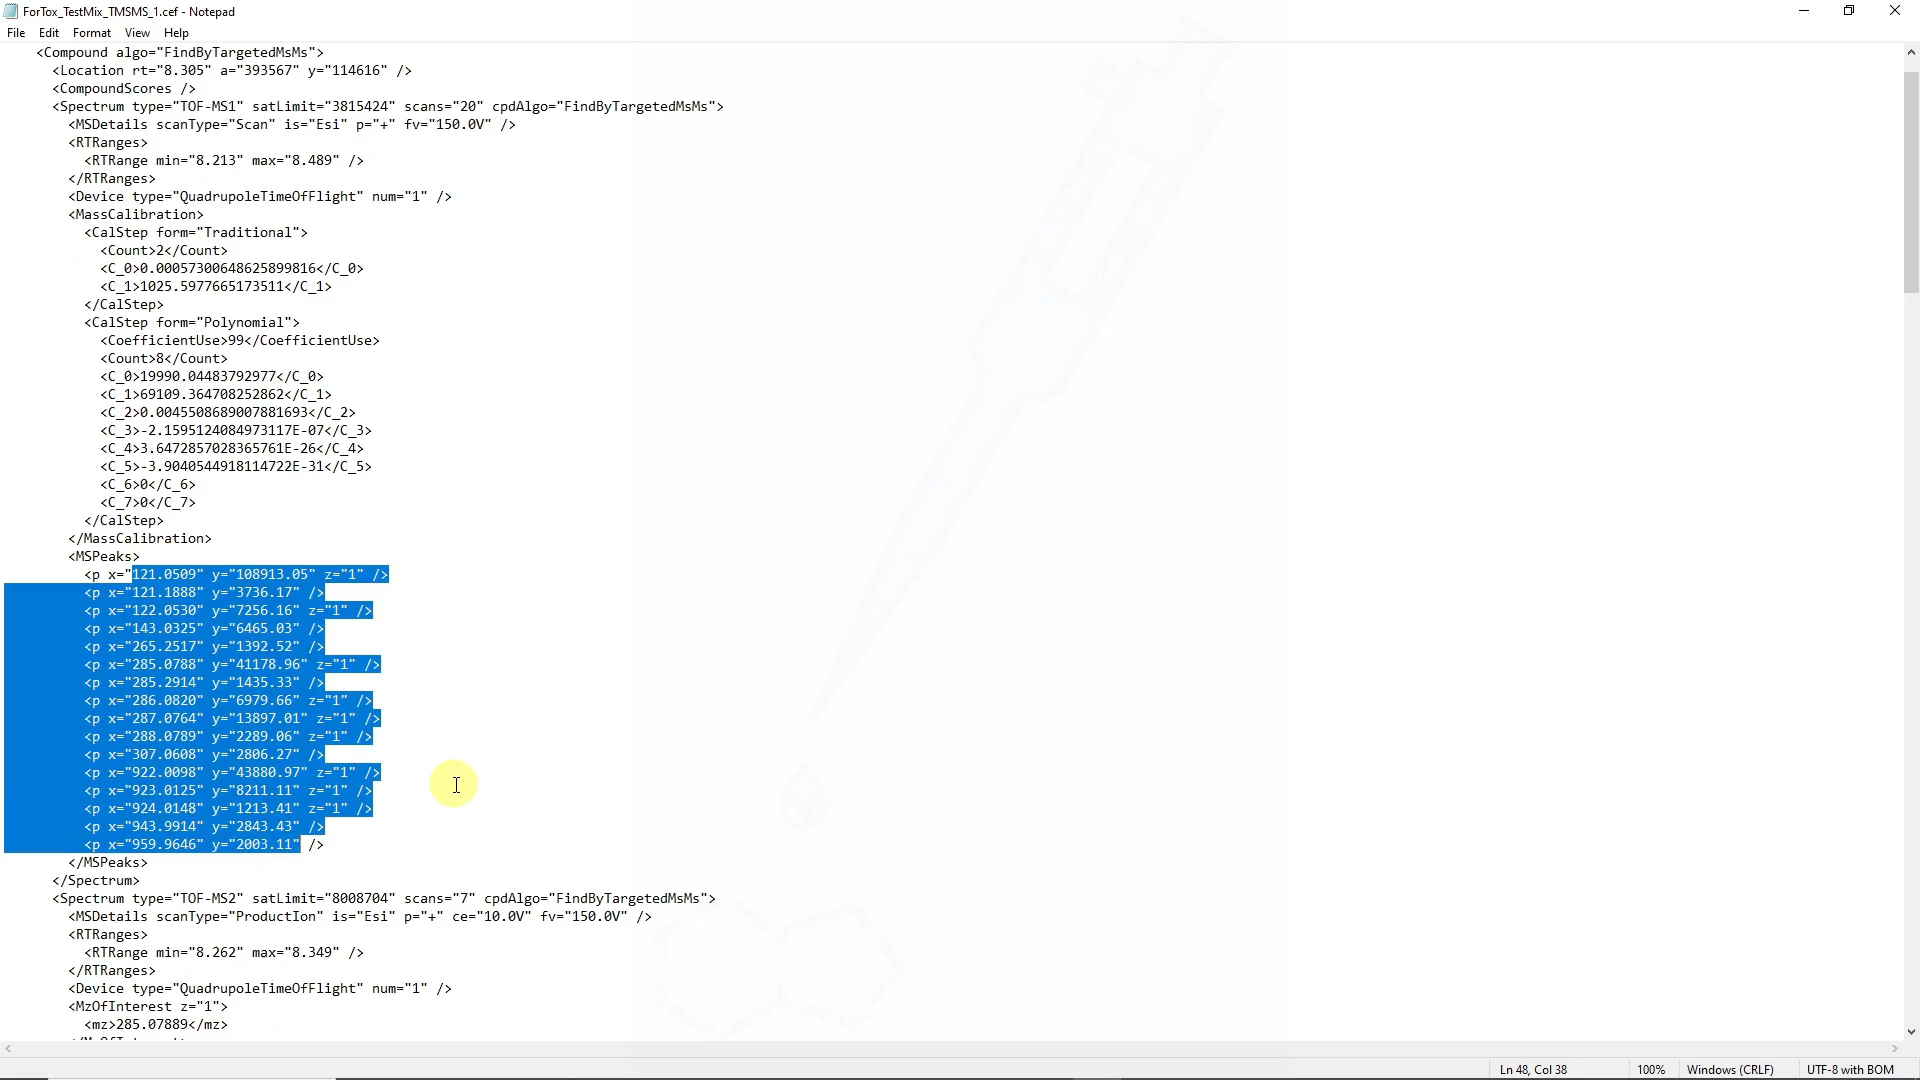 ForTox_TestMix_TMSMS_1.cef - Notepad
File Edit Format View Help
<Compound algo="FindByTargetedMsMs">
<Location rt="8.305" a="393567" y="114616" />
<CompoundScores />
<Spectrum type="TOF-MS1" satLimit="3815424" scans="20" cpdAlgo="FindByTargetedMsMs">
<MSDetails scanType="Scan" is="Esi" p="+" fv="150.0V" />
<RTRanges>
<RTRange min="8.213" max="8.489" />
</RTRanges>
<Device type="QuadrupoleTimeOfFlight" num="1" />
<MassCalibration>
<CalStep form="Traditional">
<Count>2</Count>
<C_0>0.00057300648625899816</C_0>
<C_1>1025.5977665173511</C_1>
</CalStep>
<CalStep form="Polynomial">
<CoefficientUse>99</CoefficientUse>
<Count>8</Count>
<C_0>19990.04483792977</C_0>
<C_1>69109.364708252862</C_1>
<C_2>0.0045508689007881693</C_2>
<C_3>-2.1595124084973117E-07</C_3>
<C_4>3.6472857028365761E-26</C_4>
<C_5>-3.9040544918114722E-31</C_5>
<C_6>0</C_6>
<C_7>0</C_7>
</CalStep>
</MassCalibration>
<MSPeaks>
<p x="121.0509" y="108913.05" z="1" />
<p x="121.1888" y="3736.17" />
<p x="122.0530" y="7256.16" z="1" />
<p x="143.0325" y="6465.03" />
<p x="265.2517" y="1392.52" />
<p x="285.0788" y="41178.96" z="1" />
<p x="285.2914" y="1435.33" />
<p x="286.0820" y="6979.66" z="1" />
<p x="287.0764" y="13897.01" z="1" />
<p x="288.0789" y="2289.06" z="1" />
<p x="307.0608" y="2806.27" />
<p x="922.0098" y="43880.97" z="1" />
<p x="923.0125" y="8211.11" z="1" />
<p x="924.0148" y="1213.41" z="1" />
<p x="943.9914" y="2843.43" />
<p x="959.9646" y="2003.11" />
</MSPeaks>
</Spectrum>
<Spectrum type="TOF-MS2" satLimit="8008704" scans="7" cpdAlgo="FindByTargetedMsMs">
<MSDetails scanType="ProductIon" is="Esi" p="+" ce="10.0V" fv="150.0V" />
<RTRanges>
<RTRange min="8.262" max="8.349" />
</RTRanges>
<Device type="QuadrupoleTimeOfFlight" num="1" />
<MzOfInterest z="1">
<mz>285.07889</mz>
Ln 48, Col 38 100% Windows (CRLF) UTF-8 with BOM